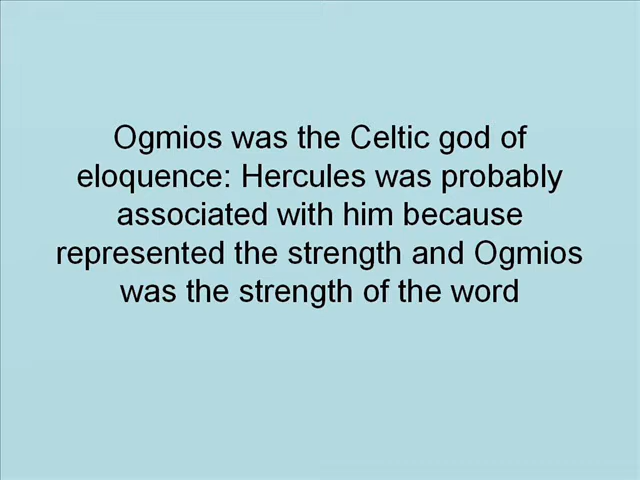 Ogmios was the Celtic god of
eloquence: Hercules was probably
associated with him because
represented the strength and Ogmios
was the strength of the word